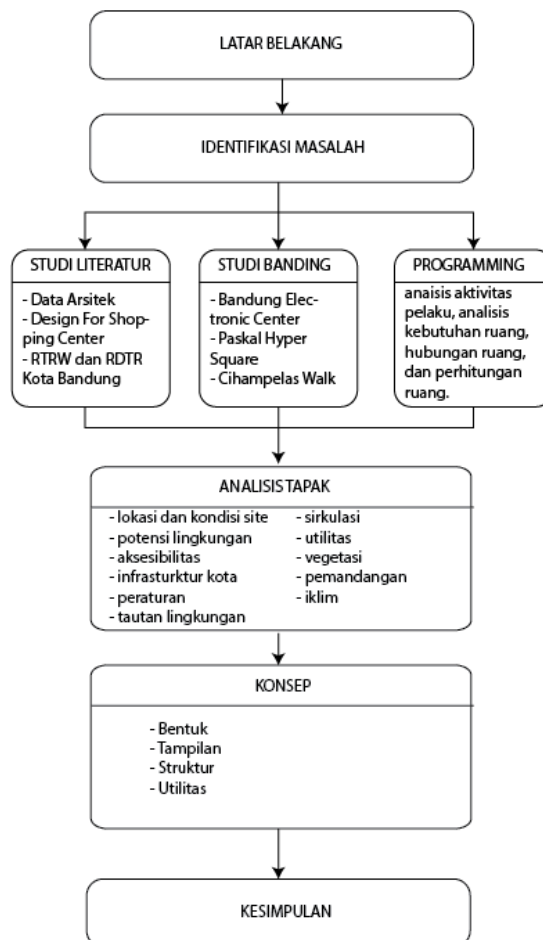 LATAR BELAKANG
IDENTIFIKASI MASALAH
STUDI LITERATUR
- Data Arsitek
- Design For Shop-
ping Center
- RTRW dan RDTR
Kota Bandung
STUDI BANDING
- Bandung Elec-
tronic Center
- Paskal Hyper
Square
- Cihampelas Walk
PROGRAMMING
anaisis aktivitas
pelaku, analisis
kebutuhan ruang,
hubungan ruang,
dan perhitungan
ruang.
ANALISIS TAPAK
- lokasi dan kondisi site
- potensi lingkungan
- aksesibilitas
- infrasturktur kota
- peraturan
- tautan lingkungan
- sirkulasi
- utilitas
- vegetasi
- pemandangan
- iklim
KONSEP
- Bentuk
- Tampilan
- Struktur
- Utilitas
KESIMPULAN